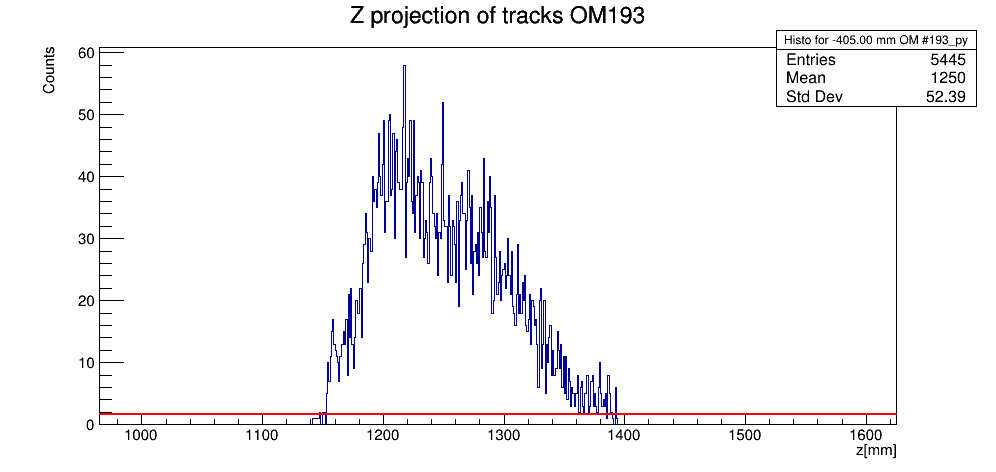 Z projection of tracks OM193
Histo for -405.00 mm OM #193_py
Entries 5445
Mean 1250
Std Dev 52.39
Counts
60
50
40
30
20
10
0
1000 1100 1200 1300 1400 1500 1600
z[mm]